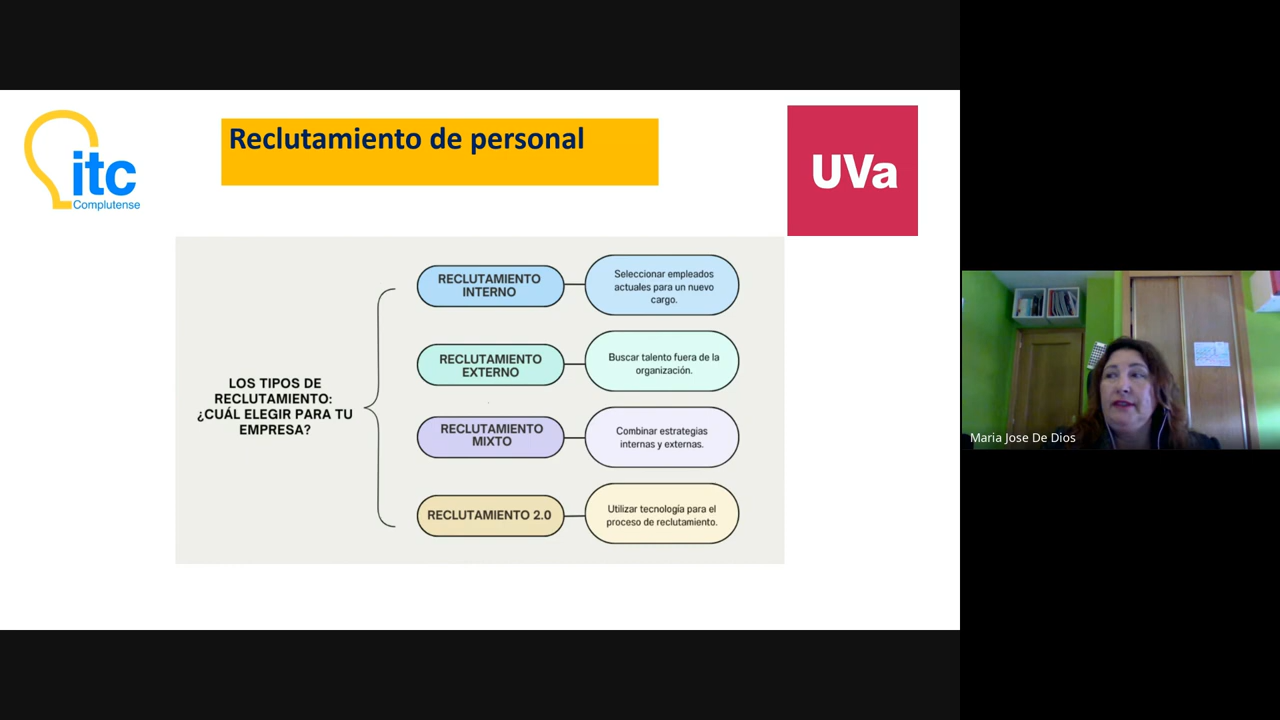 itc
Complutense
Reclutamiento de personal
UVa
LOS TIPOS DE
RECLUTAMIENTO:
¿CUÁL ELEGIR PARA TU
EMPRESA?
RECLUTAMIENTO
INTERNO
Seleccionar empleados
actuales para un nuevo
cargo.
RECLUTAMIENTO
EXTERNO
Buscar talento fuera de la
organización.
RECLUTAMIENTO
MIXTO
Combinar estrategias
internas y externas.
RECLUTAMIENTO 2.0
Utilizar tecnología para el
proceso de reclutamiento.
Maria Jose De Dios